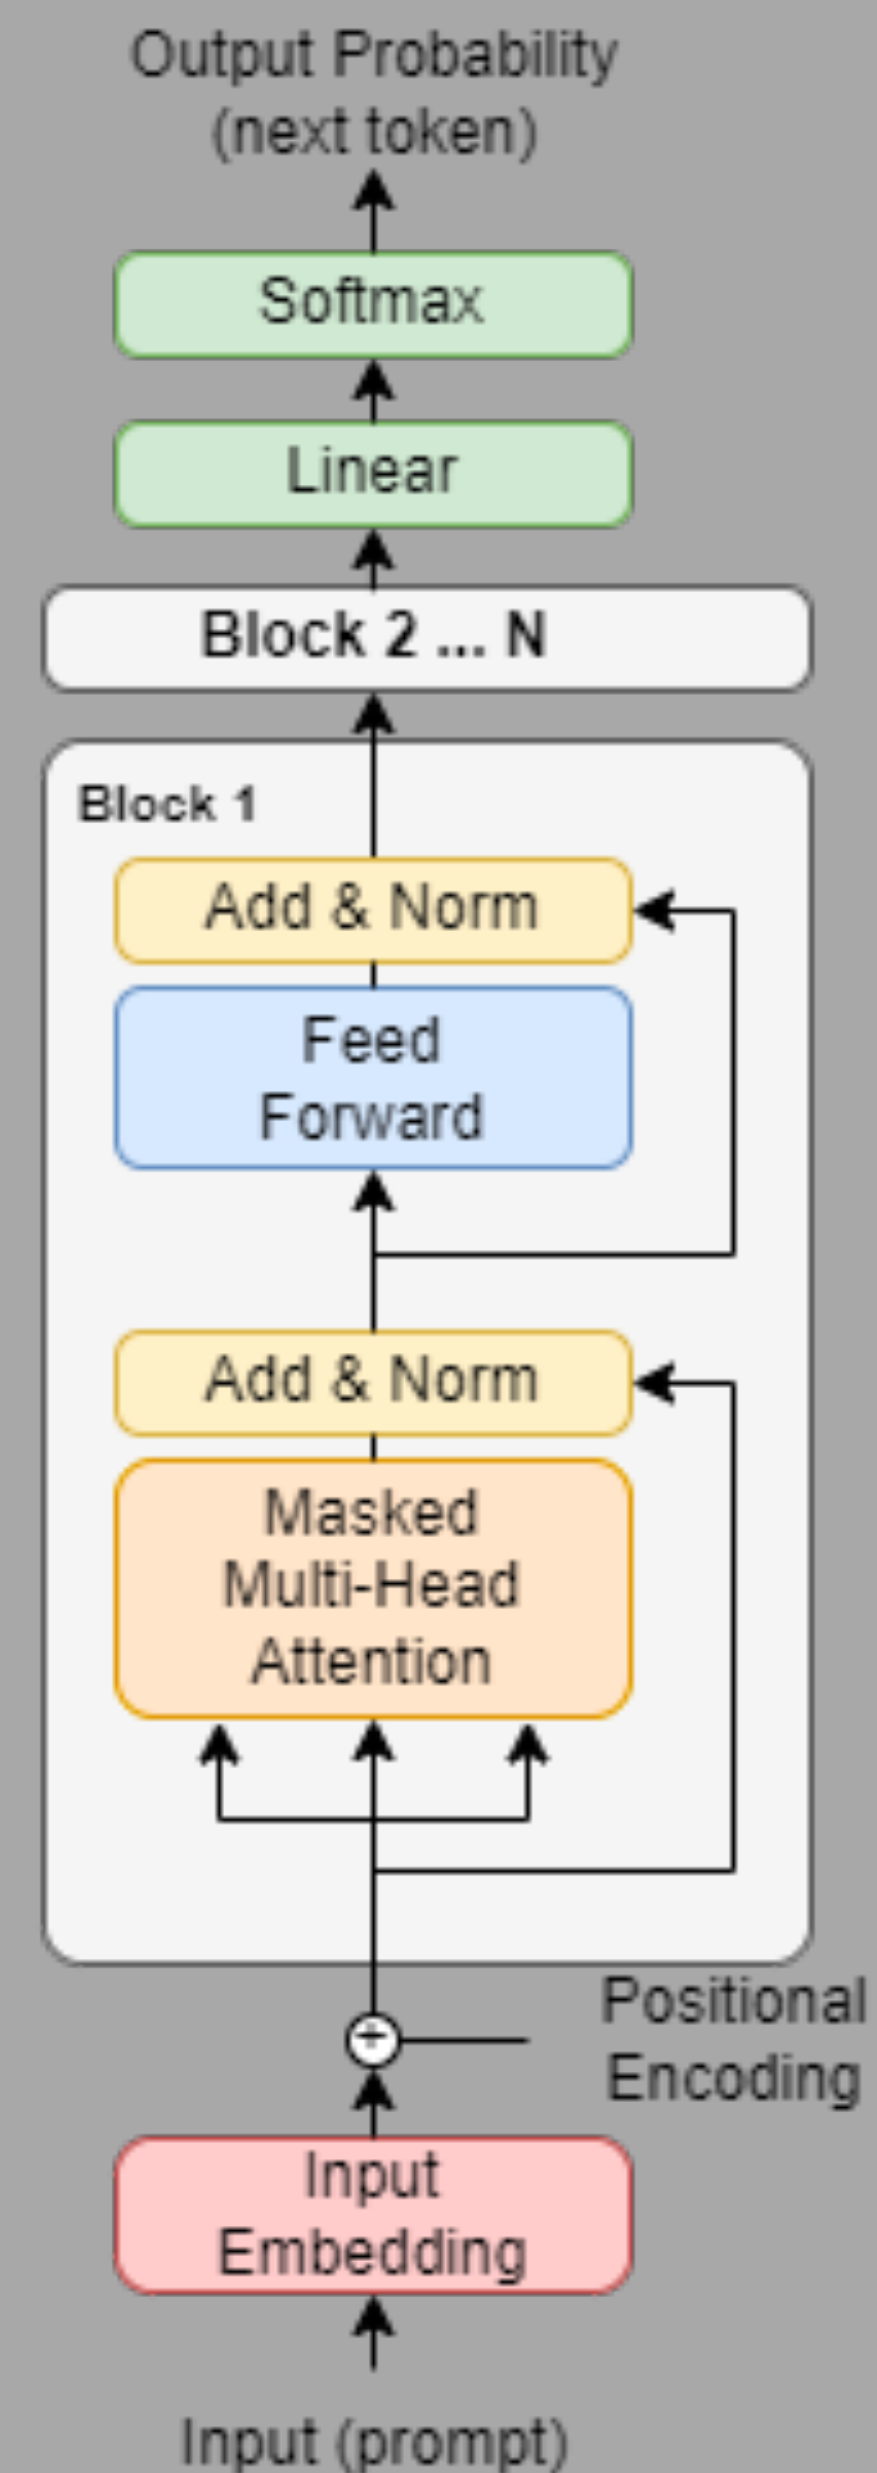 Output Probability
(next token)
Softmax
Linear
Block 2 ... N
Block 1
Add & Norm
Feed
Forward
Add & Norm
Masked
Multi-Head
Attention
+
Positional
Encoding
Input
Embedding
Input (prompt)